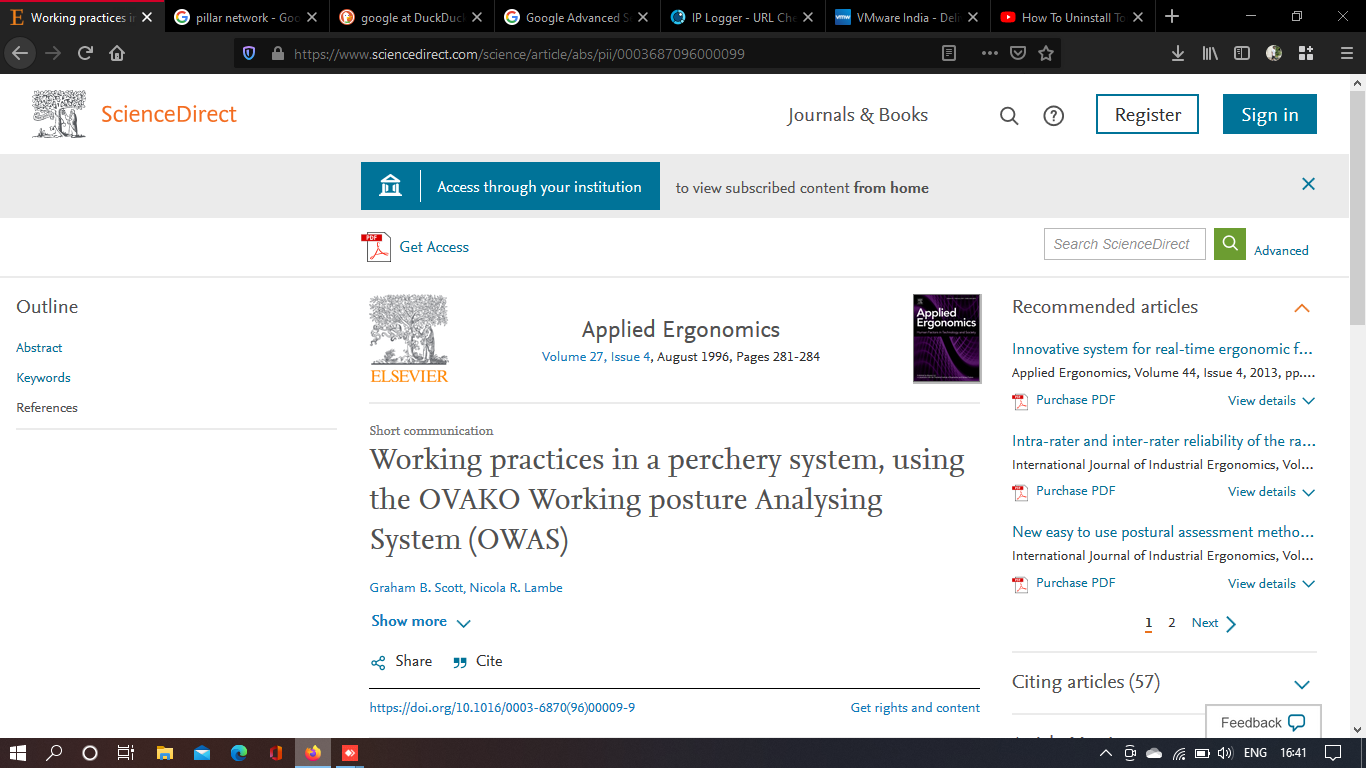 Working practices in
pillar network - Goo
google at DuckDuck
Google Advanced S
IP Logger - URL Che
VMware India - Deli
How To Uninstall To
https://www.sciencedirect.com/science/article/abs/pii/0003687096000099
ScienceDirect
Journals & Books
Register
Sign in
Access through your institution
to view subscribed content from home
PDF
Get Access
Search ScienceDirect
Advanced
Outline
Abstract
Keywords
References
ELSEVIER
Applied Ergonomics
Volume 27, Issue 4, August 1996, Pages 281-284
Applied
Ergonomics
Short communication
Working practices in a perchery system, using
the OVAKO Working posture Analysing
System (OWAS)
Graham B. Scott, Nicola R. Lambe
Show more
Share
Cite
https://doi.org/10.1016/0003-6870(96)00009-9
Get rights and content
Recommended articles
Innovative system for real-time ergonomic f...
Applied Ergonomics, Volume 44, Issue 4, 2013, pp....
Purchase PDF
View details
Intra-rater and inter-rater reliability of the ra...
International Journal of Industrial Ergonomics, Vol...
Purchase PDF
View details
New easy to use postural assessment metho...
International Journal of Industrial Ergonomics, Vol...
Purchase PDF
View details
1 2 Next
Citing articles (57)
Feedback
ENG 16:41